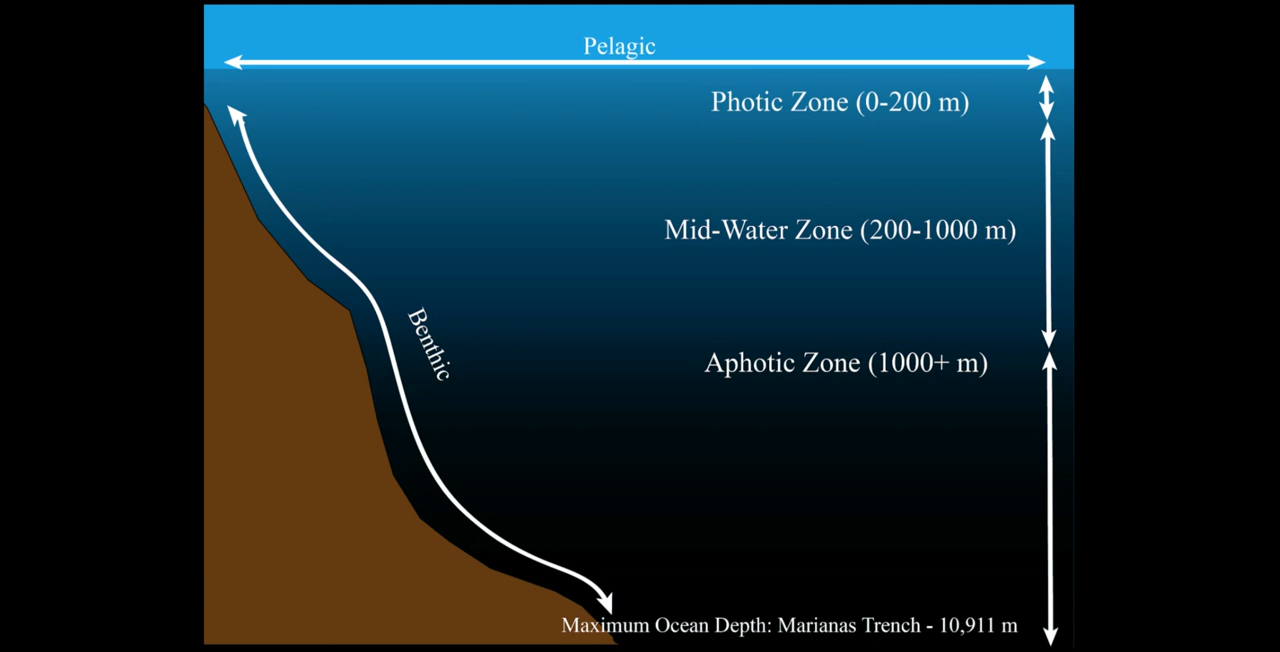 Pelagic
Photic Zone (0-200 m)
Mid-Water Zone (200-1000 m)
Benthic
Aphotic Zone (1000+ m)
Maximum Ocean Depth: Marianas Trench - 10,911 m